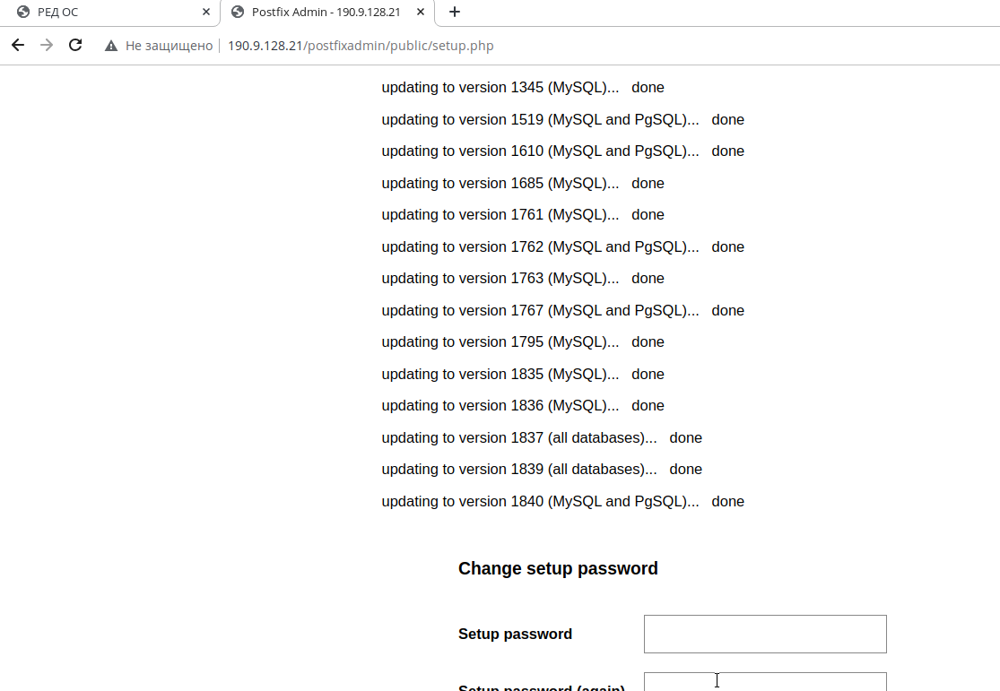 РЕД ОС
Postfix Admin - 190.9.128.21
Не защищено
190.9.128.21/postfixadmin/public/setup.php
updating to version 1345 (MySQL)... done
updating to version 1519 (MySQL and PgSQL)... done
updating to version 1610 (MySQL and PgSQL)... done
updating to version 1685 (MySQL)... done
updating to version 1761 (MySQL)... done
updating to version 1762 (MySQL and PgSQL)... done
updating to version 1763 (MySQL)... done
updating to version 1767 (MySQL and PgSQL)... done
updating to version 1795 (MySQL)... done
updating to version 1835 (MySQL)... done
updating to version 1836 (MySQL)... done
updating to version 1837 (all databases)... done
updating to version 1839 (all databases)... done
updating to version 1840 (MySQL and PgSQL)... done
Change setup password
Setup password
Setup password (again)